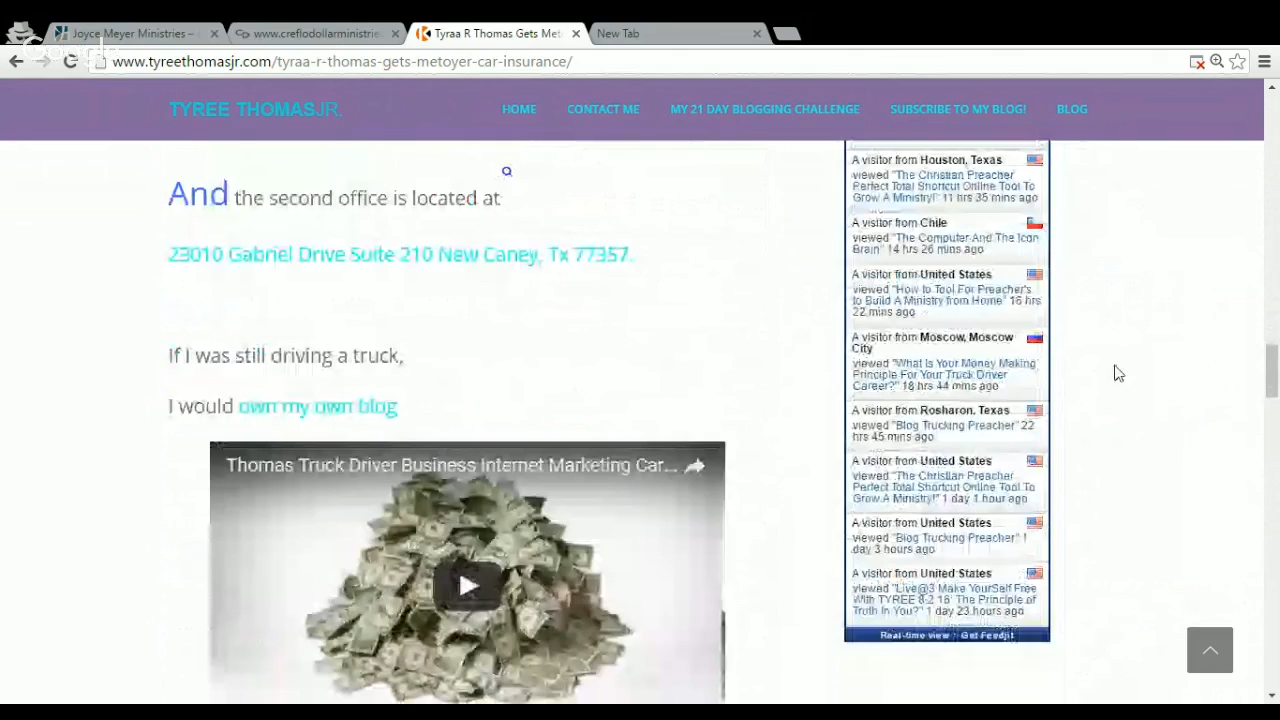 Joyce Meyer Ministries –
www.creflodollarministries
Tyraa R Thomas Gets Met
New Tab
www.tyreethomasjr.com/tyraa-r-thomas-gets-metoyer-car-insurance/
TYREE THOMASJR.
HOME
CONTACT ME
MY 21 DAY BLOGGING CHALLENGE
SUBSCRIBE TO MY BLOG!
BLOG
And the second office is located at
23010 Gabriel Drive Suite 210 New Caney, Tx 77357.
If I was still driving a truck,
I would own my own blog
Thomas Truck Driver Business Internet Marketing Car...
A visitor from Houston, Texas
viewed "The Christian Preacher
Perfect Total Shortcut Online Tool To
Grow A Ministry!" 11 hrs 35 mins ago
A visitor from Chile
viewed "The Computer And The Icon
Brain" 14 hrs 26 mins ago
A visitor from United States
viewed "How to Tool For Preacher's
to Build A Ministry from Home" 16 hrs
22 mins ago
A visitor from Moscow, Moscow
City
viewed "What Is Your Money Making
Principle For Your Truck Driver
Career?" 18 hrs 44 mins ago
A visitor from Rosharon, Texas
viewed "Blog Trucking Preacher" 22
hrs 45 mins ago
A visitor from United States
viewed "The Christian Preacher
Perfect Total Shortcut Online Tool To
Grow A Ministry!" 1 day 1 hour ago
A visitor from United States
viewed "Blog Trucking Preacher" 1
day 3 hours ago
A visitor from United States
viewed "Live@3 Make YourSelf Free
With TYREE 8-2 16' The Principle of
Truth In You?" 1 day 23 hours ago
Real-time view · Get Feedjit